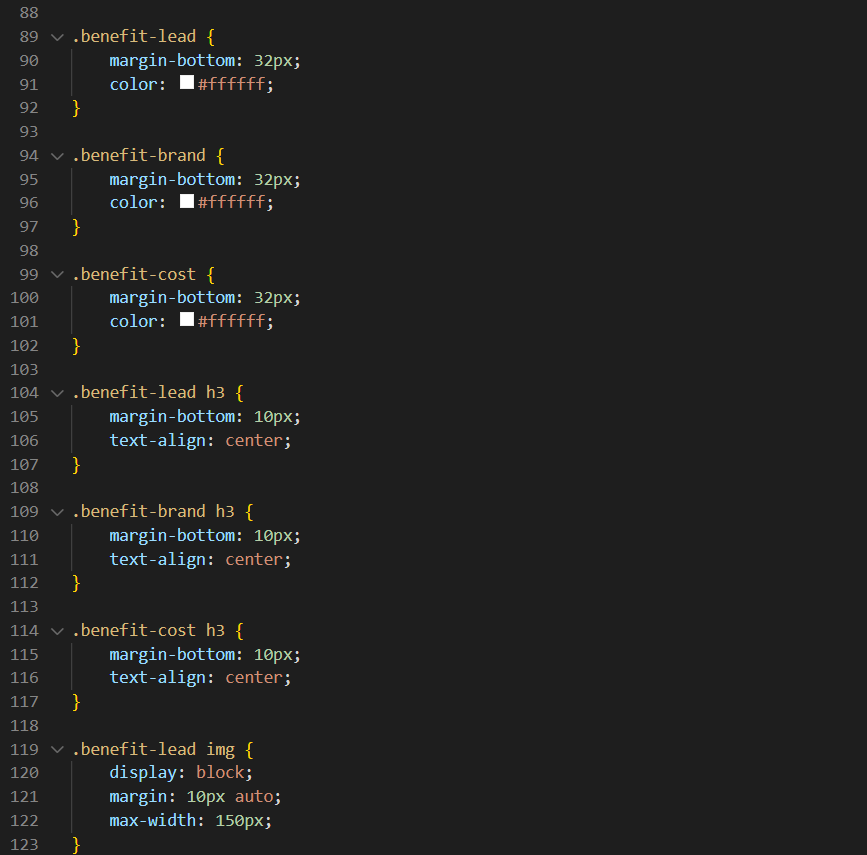 88
89 .benefit-lead {
90     margin-bottom: 32px;
91     color: #ffffff;
92 }
93
94 .benefit-brand {
95     margin-bottom: 32px;
96     color: #ffffff;
97 }
98
99 .benefit-cost {
100     margin-bottom: 32px;
101     color: #ffffff;
102 }
103
104 .benefit-lead h3 {
105     margin-bottom: 10px;
106     text-align: center;
107 }
108
109 .benefit-brand h3 {
110     margin-bottom: 10px;
111     text-align: center;
112 }
113
114 .benefit-cost h3 {
115     margin-bottom: 10px;
116     text-align: center;
117 }
118
119 .benefit-lead img {
120     display: block;
121     margin: 10px auto;
122     max-width: 150px;
123 }